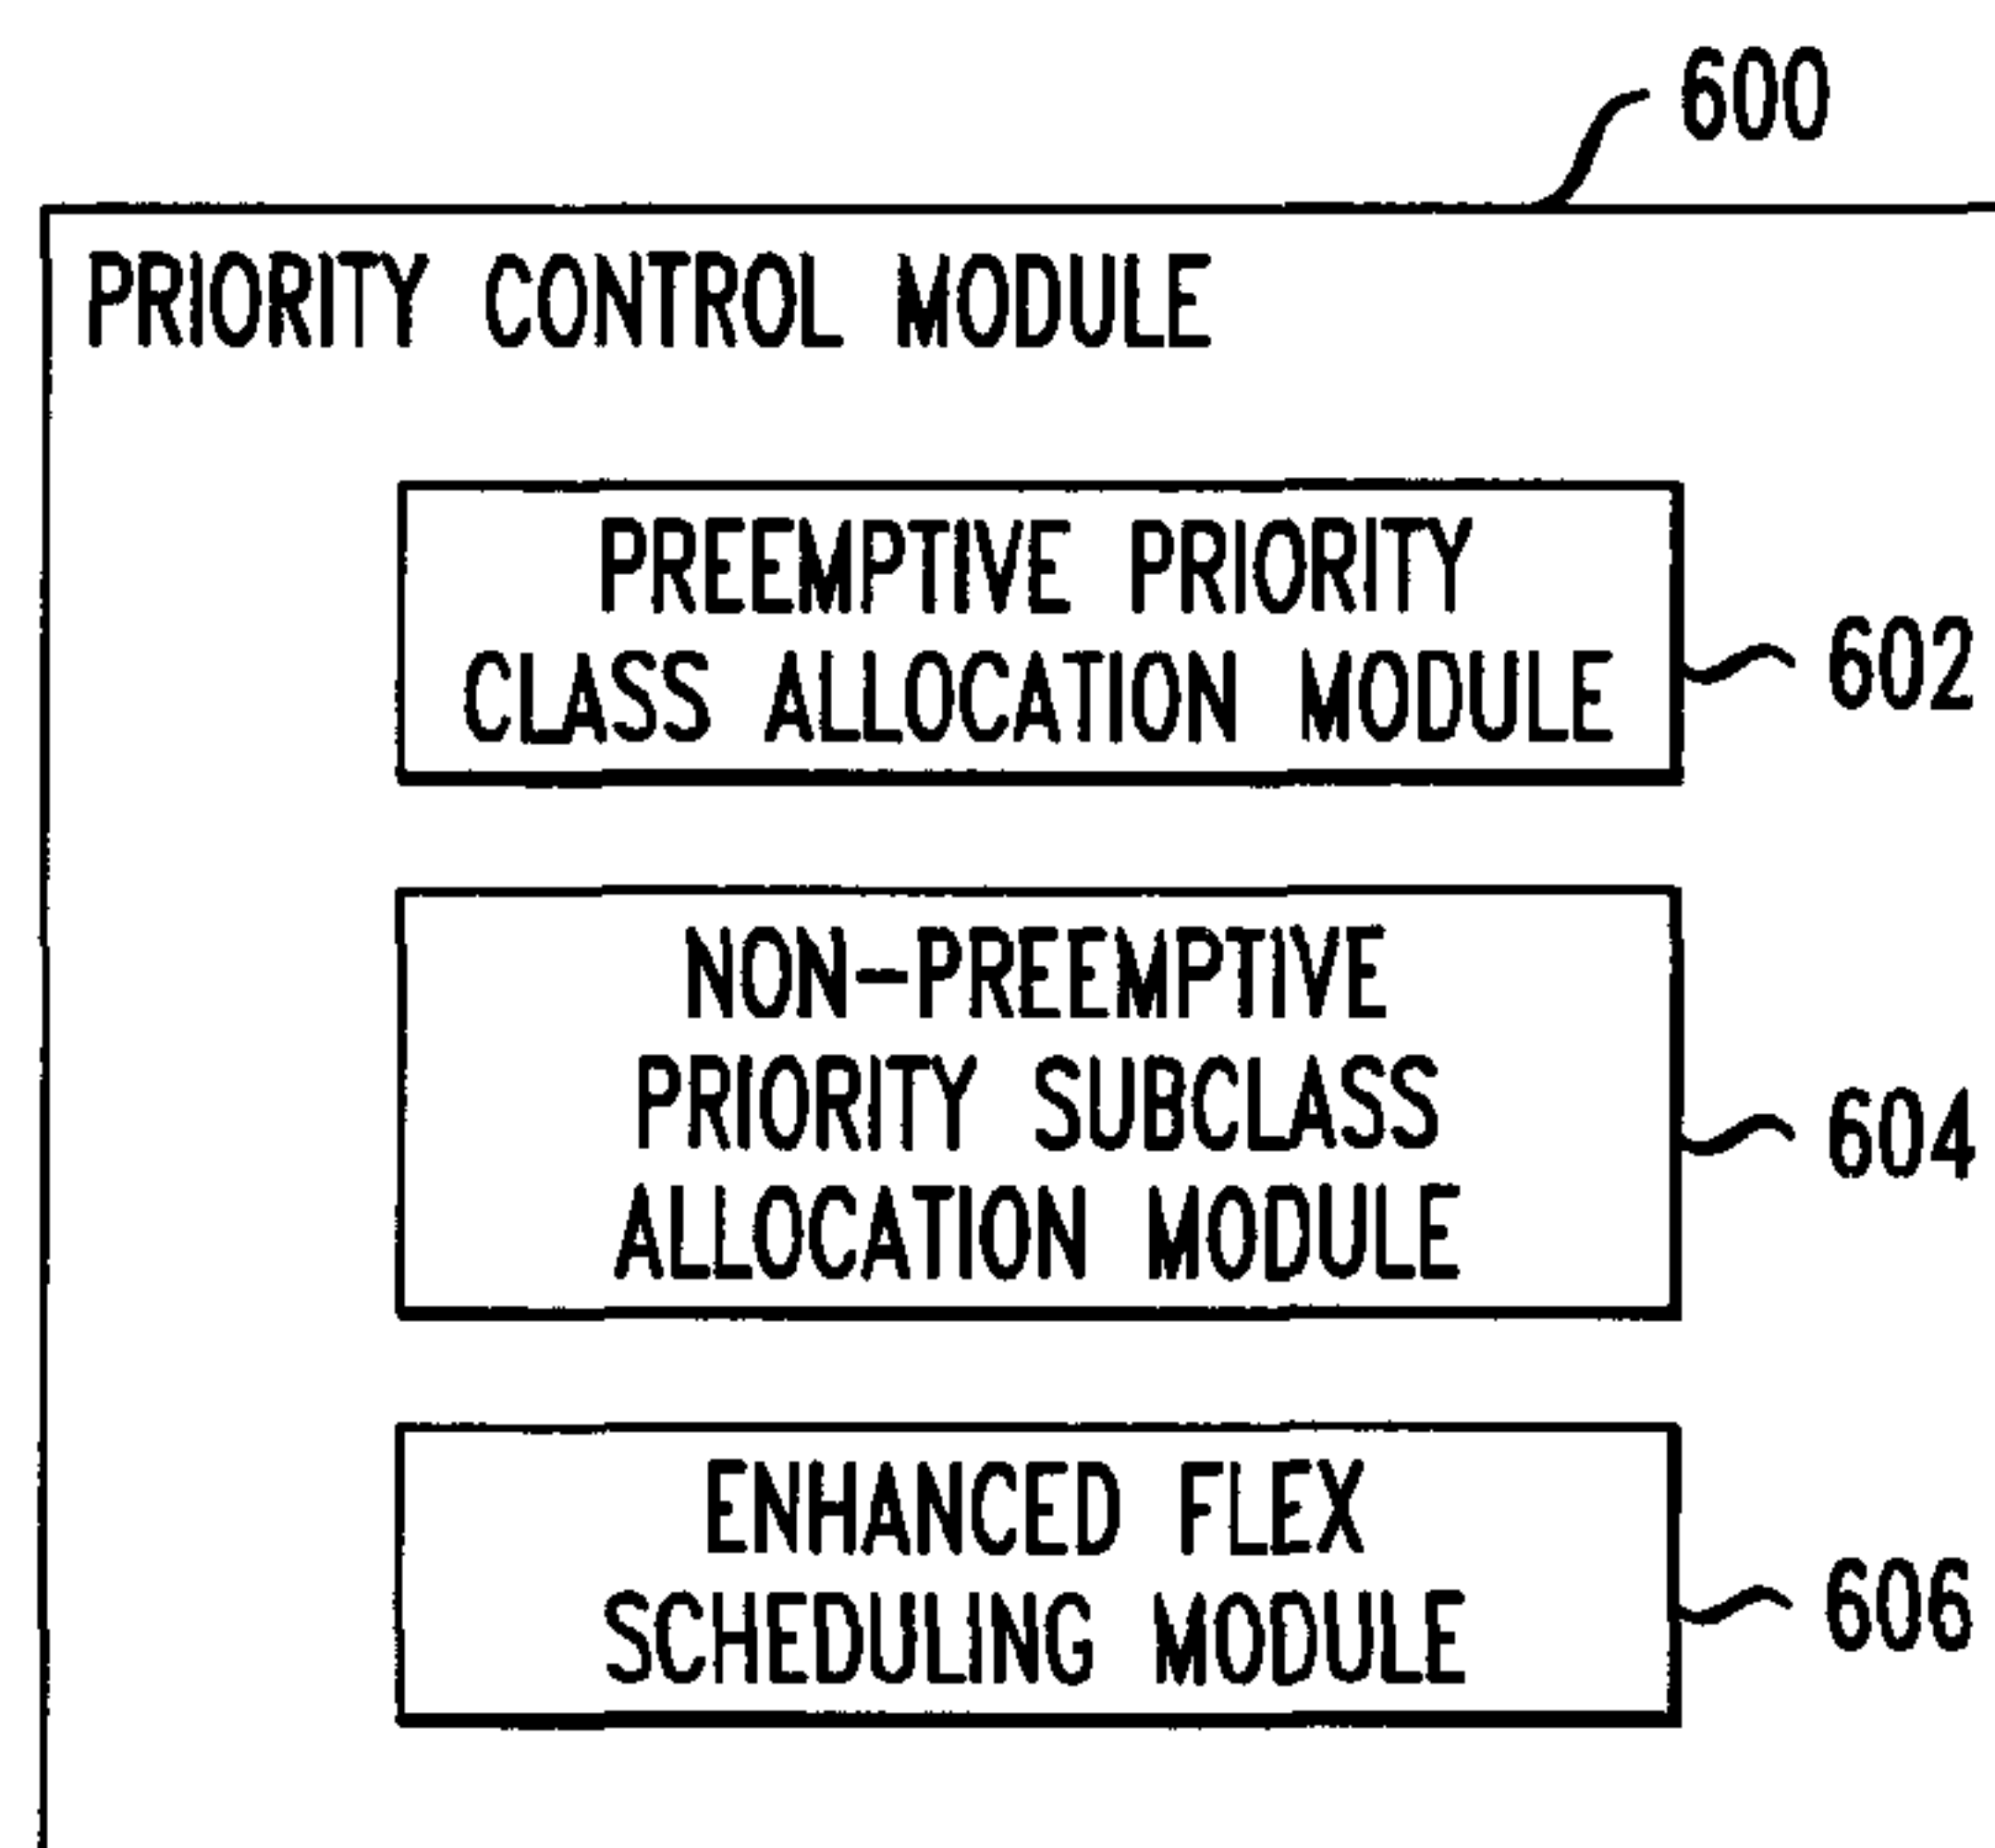 600
PRIORITY CONTROL MODULE
PREEMPTIVE PRIORITY
CLASS ALLOCATION MODULE
602
NON-PREEMPTIVE
PRIORITY SUBCLASS
ALLOCATION MODULE
604
ENHANCED FLEX
SCHEDULING MODULE
606